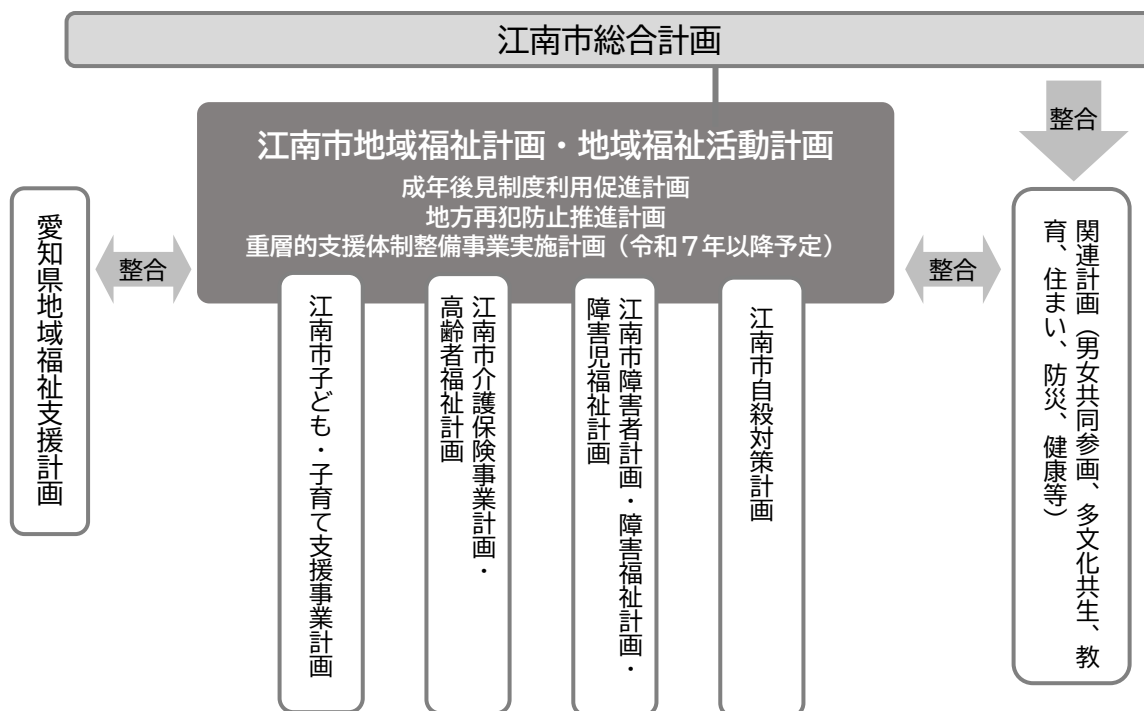 江南市総合計画
整合
江南市地域福祉計画・地域福祉活動計画
成年後見制度利用促進計画
地方再犯防止推進計画
重層的支援体制整備事業実施計画（令和７年以降予定）
愛知県地域福祉支援計画
整合
整合
関連計画（男女共同参画、多文化共生、教
育、住まい、防災、健康等）
江南市子ども・子育て支援事業計画
江南市介護保険事業計画・
高齢者福祉計画
江南市障害者計画・障害福祉計画・
障害児福祉計画
江南市自殺対策計画